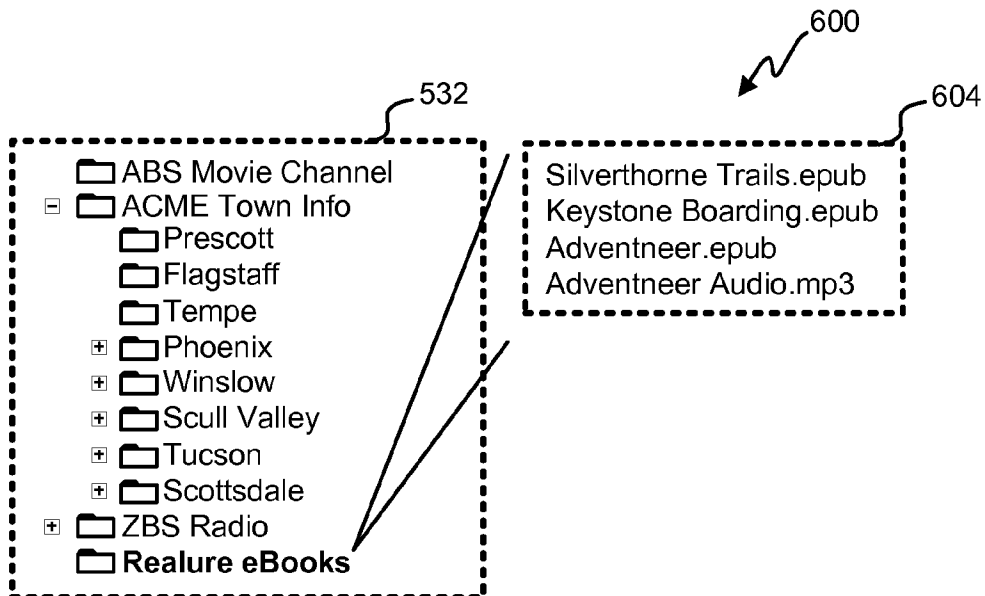 600
532
604
ABS Movie Channel
ACME Town Info
Prescott
Flagstaff
Tempe
Phoenix
Winslow
Scull Valley
Tucson
Scottsdale
ZBS Radio
Realure eBooks
Silverthorne Trails.epub
Keystone Boarding.epub
Adventneer.epub
Adventneer Audio.mp3